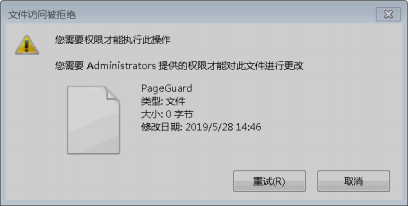 文件访问被拒绝
您需要权限才能执行此操作
您需要 Administrators 提供的权限才能对此文件进行更改
PageGuard
类型: 文件
大小: 0 字节
修改日期: 2019/5/28 14:46
重试(R)
取消